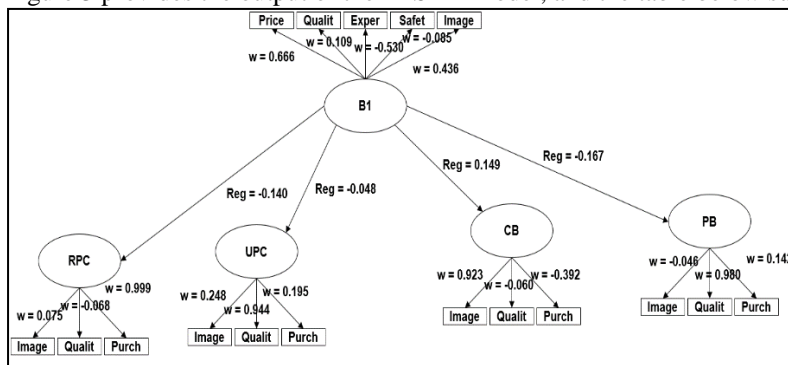 Price Qualit Exper Safet Image
w = 0.666 w = 0.109 w = -0.530 w = -0.085 w = 0.436
B1
Reg = -0.140 Reg = -0.048 Reg = 0.149 Reg = -0.167
RPC UPC CB PB
w = 0.075 w = -0.068 w = 0.999
w = 0.248 w = 0.944 w = 0.195
w = 0.923 w = -0.060 w = -0.392
w = -0.046 w = 0.980
Image Qualit Purch
Image Qualit Purch
Image Qualit Purch
Image Qualit Purch